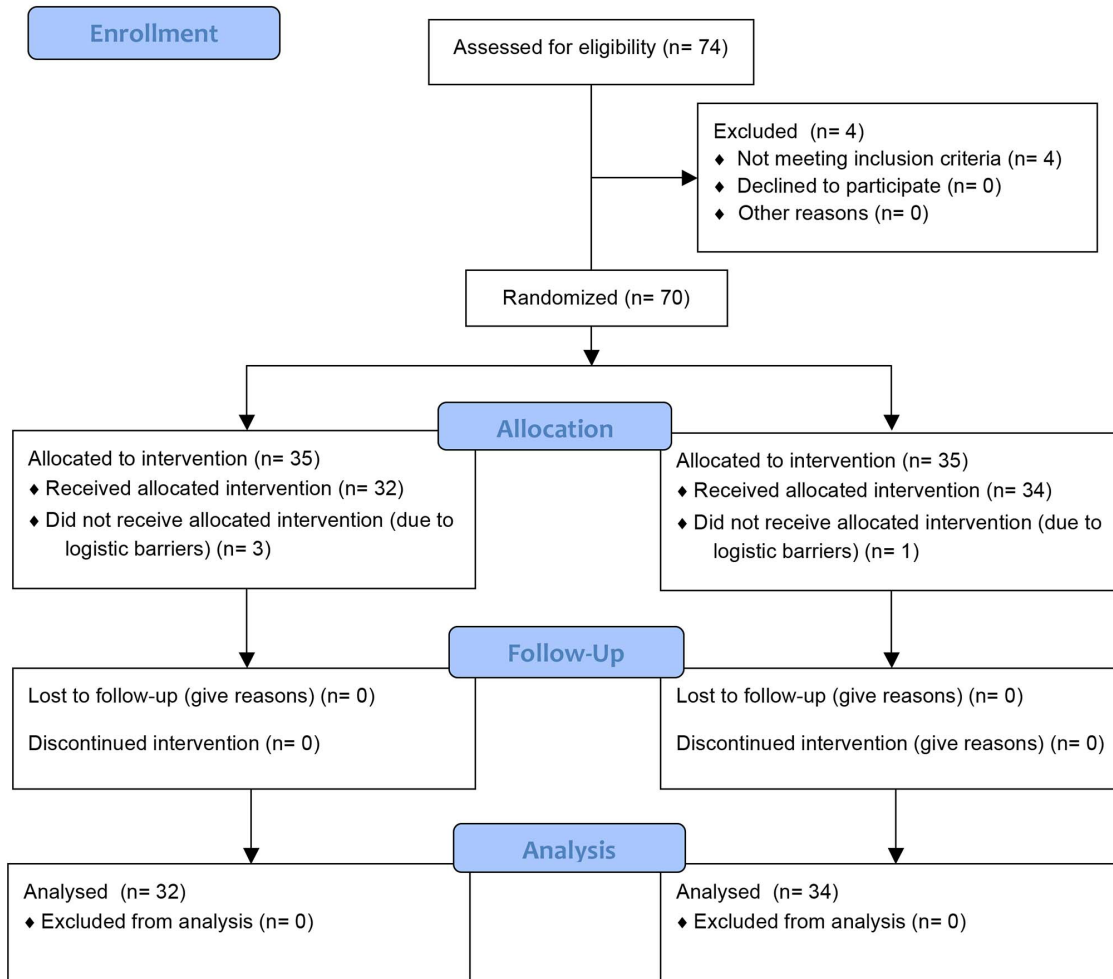 Enrollment
Assessed for eligibility (n= 74)
Excluded  (n= 4)
♦ Not meeting inclusion criteria (n= 4)
♦ Declined to participate (n= 0)
♦ Other reasons (n= 0)
Randomized (n= 70)
Allocation
Allocated to intervention (n= 35)
♦ Received allocated intervention (n= 32)
♦ Did not receive allocated intervention (due to
logistic barriers) (n= 3)
Allocated to intervention (n= 35)
♦ Received allocated intervention (n= 34)
♦ Did not receive allocated intervention (due to
logistic barriers) (n= 1)
Follow-Up
Lost to follow-up (give reasons) (n= 0)
Discontinued intervention (n= 0)
Lost to follow-up (give reasons) (n= 0)
Discontinued intervention (give reasons) (n= 0)
Analysis
Analysed  (n= 32)
♦ Excluded from analysis (n= 0)
Analysed  (n= 34)
♦ Excluded from analysis (n= 0)